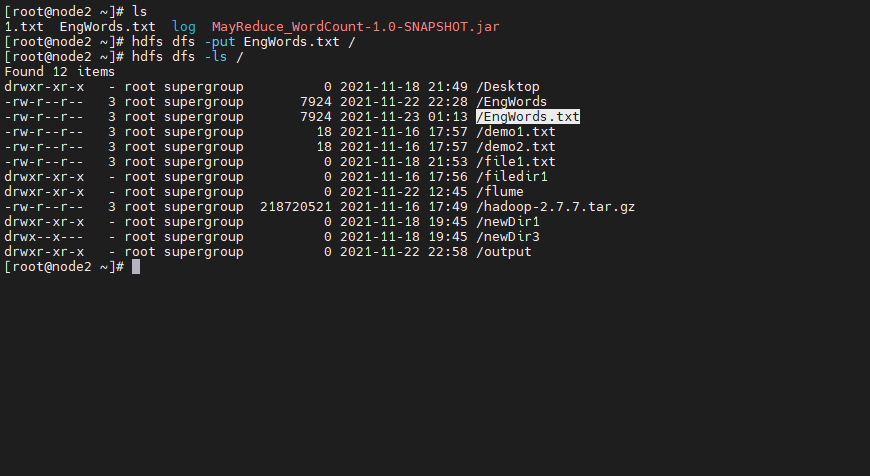 [root@node2 ~]# ls
1.txt  EngWords.txt  log  MayReduce_WordCount-1.0-SNAPSHOT.jar
[root@node2 ~]# hdfs dfs -put EngWords.txt /
[root@node2 ~]# hdfs dfs -ls /
Found 12 items
drwxr-xr-x   - root supergroup          0 2021-11-18 21:49 /Desktop
-rw-r--r--   3 root supergroup       7924 2021-11-22 22:28 /EngWords
-rw-r--r--   3 root supergroup       7924 2021-11-23 01:13 /EngWords.txt
-rw-r--r--   3 root supergroup         18 2021-11-16 17:57 /demo1.txt
-rw-r--r--   3 root supergroup         18 2021-11-16 17:57 /demo2.txt
-rw-r--r--   3 root supergroup          0 2021-11-18 21:53 /file1.txt
drwxr-xr-x   - root supergroup          0 2021-11-16 17:56 /filedir1
drwxr-xr-x   - root supergroup          0 2021-11-22 12:45 /flume
-rw-r--r--   3 root supergroup  218720521 2021-11-16 17:49 /hadoop-2.7.7.tar.gz
drwxr-xr-x   - root supergroup          0 2021-11-18 19:45 /newDir1
drwx--x---   - root supergroup          0 2021-11-18 19:45 /newDir3
drwxr-xr-x   - root supergroup          0 2021-11-22 22:58 /output
[root@node2 ~]#